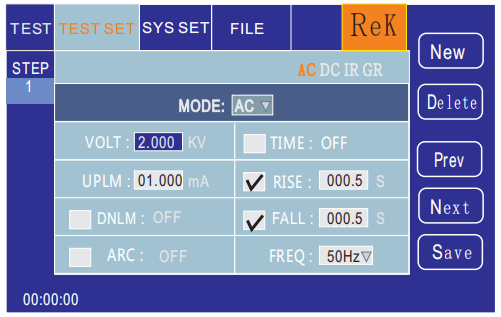 TEST TEST SET SYS SET FILE ReK
STEP
1
AC DC IR GR
MODE: AC
VOLT : 2.000 KV TIME : OFF
UPLM : 01.000 mA RISE : 000.5 S
DNLM : OFF FALL : 000.5 S
ARC : OFF FREQ : 50Hz
New
Delete
Prev
Next
Save
00:00:00